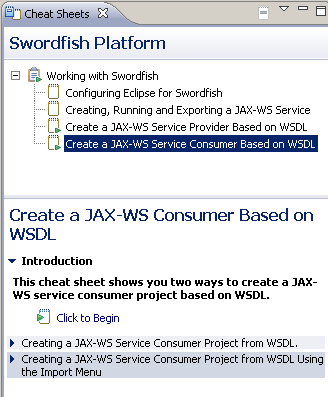 Cheat Sheets
Swordfish Platform
Working with Swordfish
Configuring Eclipse for Swordfish
Creating, Running and Exporting a JAX-WS Service
Create a JAX-WS Service Provider Based on WSDL
Create a JAX-WS Service Consumer Based on WSDL
Create a JAX-WS Consumer Based on
WSDL
Introduction
This cheat sheet shows you two ways to create a JAX-
WS service consumer project based on WSDL.
Click to Begin
Creating a JAX-WS Service Consumer Project from WSDL.
Creating a JAX-WS Service Consumer Project from WSDL Using
the Import Menu